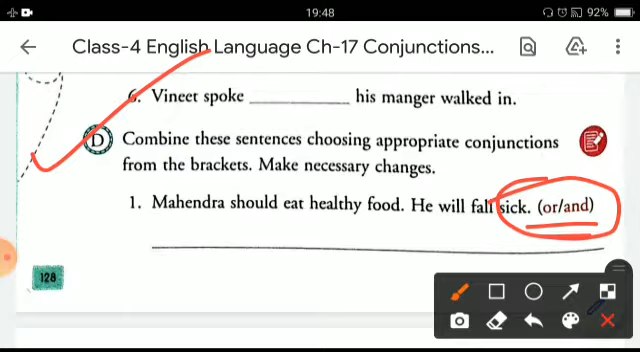 19:48
92%
Class-4 English Language Ch-17 Conjunctions...
6. Vineet spoke ____________ his manger walked in.
D Combine these sentences choosing appropriate conjunctions
from the brackets. Make necessary changes.
1. Mahendra should eat healthy food. He will fall sick. (or/and)
128